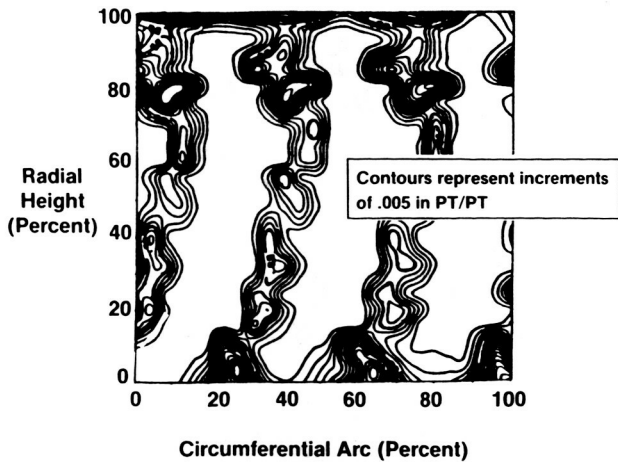 100
80
60
40
20
0
Radial
Height
(Percent)
Contours represent increments
of .005 in PT/PT
0 20 40 60 80 100
Circumferential Arc (Percent)